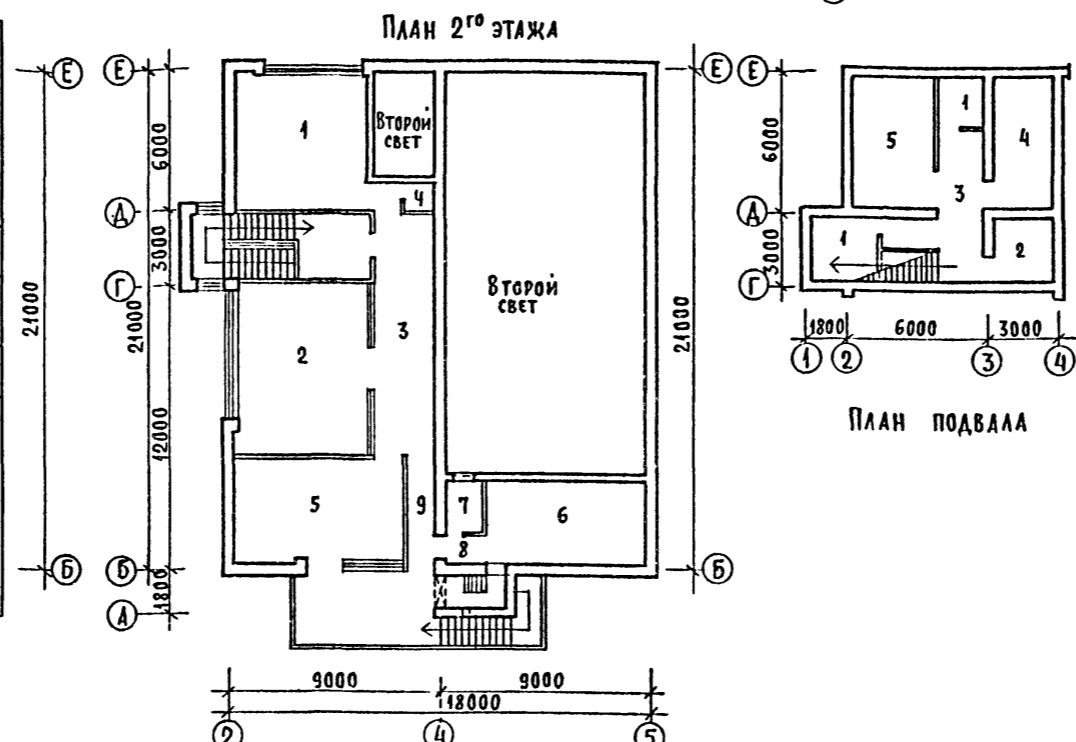 План 2го этажа
Е
Е
Е
Е
6000
1
Второй
свет
4
Д
3000
Г
21000
21000
2
3
Второй
свет
21000
12000
5
9
7
6
8
Б
Б
Б
1800
А
9000
9000
18000
2
4
5
6000
5
1
4
3
Д
3000
1
2
Г
1800
6000
3000
1
2
3
4
План подвала